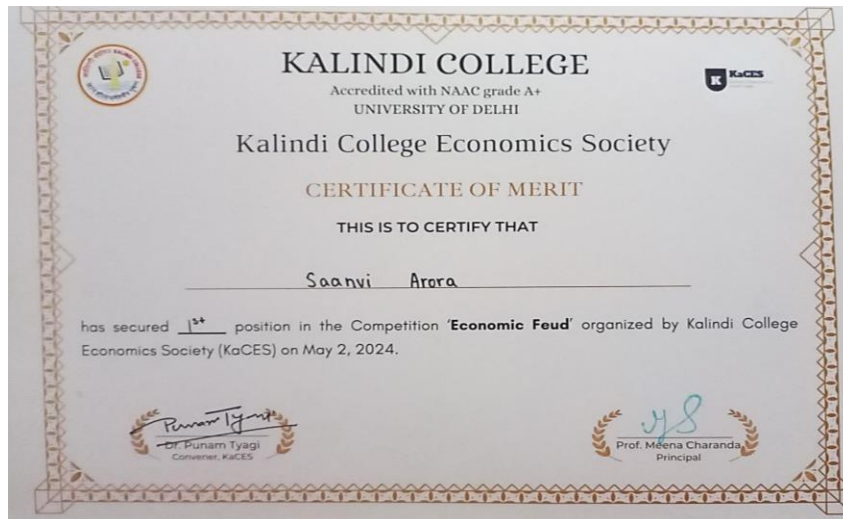 KALINDI COLLEGE
Accredited with NAAC grade A+
UNIVERSITY OF DELHI
K KaCES
Kalindi College Economics Society
CERTIFICATE OF MERIT
THIS IS TO CERTIFY THAT
Saanvi Arora
has secured 1st position in the Competition 'Economic Feud' organized by Kalindi College
Economics Society (KaCES) on May 2, 2024.
Punam Tyagi
Dr. Punam Tyagi
Convener, KaCES
Prof. Meena Charanda
Principal